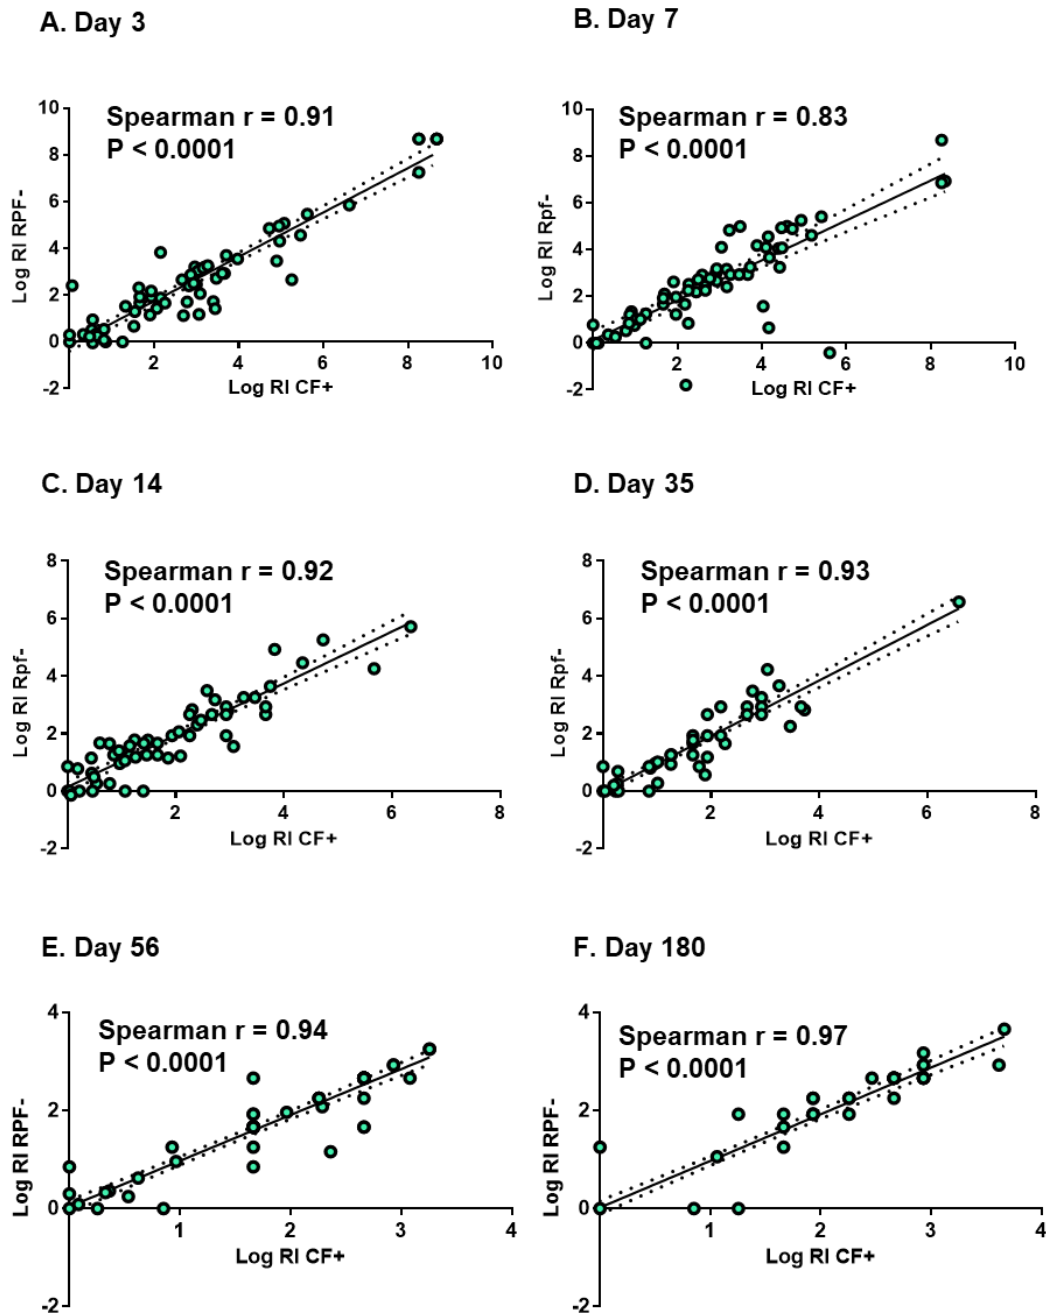 A. Day 3
B. Day 7
Spearman r = 0.91
P < 0.0001
10
8
6
4
2
0
-2
2
4
6
8
10
Log RI RPF-
Log RI CF+
Spearman r = 0.83
P < 0.0001
10
8
6
4
2
0
-2
2
4
6
8
10
Log RI Rpf-
Log RI CF+
C. Day 14
D. Day 35
Spearman r = 0.92
P < 0.0001
8
6
4
2
0
-2
2
4
6
8
Log RI Rpf-
Log RI CF+
Spearman r = 0.93
P < 0.0001
8
6
4
2
0
-2
2
4
6
8
Log RI Rpf-
Log RI CF+
E. Day 56
F. Day 180
Spearman r = 0.94
P < 0.0001
4
2
0
-2
1
2
3
4
Log RI RPF-
Log RI CF+
Spearman r = 0.97
P < 0.0001
4
2
0
-2
1
2
3
4
Log RI RPF-
Log RI CF+